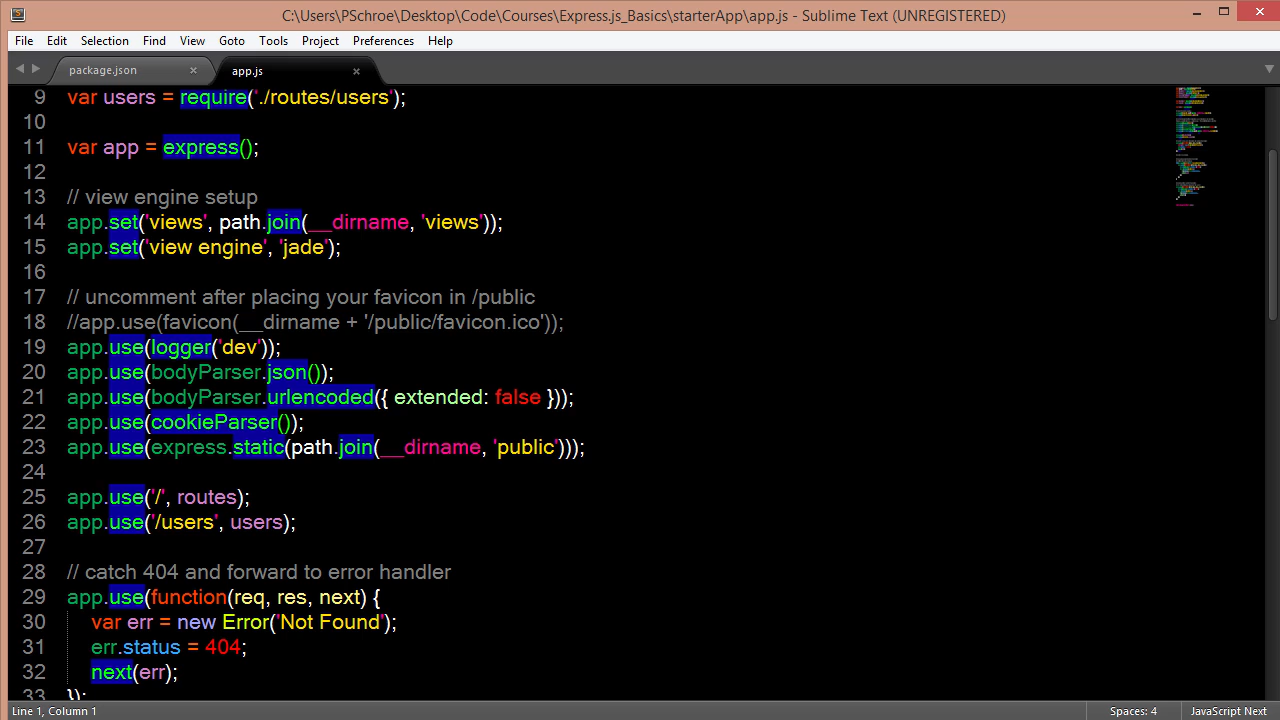 C:\Users\PSchroe\Desktop\Code\Courses\Express.js_Basics\starterApp\app.js - Sublime Text (UNREGISTERED)
File Edit Selection Find View Goto Tools Project Preferences Help
package.json × app.js ×
9 var users = require('./routes/users');
10
11 var app = express();
12
13 // view engine setup
14 app.set('views', path.join(__dirname, 'views'));
15 app.set('view engine', 'jade');
16
17 // uncomment after placing your favicon in /public
18 //app.use(favicon(__dirname + '/public/favicon.ico'));
19 app.use(logger('dev'));
20 app.use(bodyParser.json());
21 app.use(bodyParser.urlencoded({ extended: false }));
22 app.use(cookieParser());
23 app.use(express.static(path.join(__dirname, 'public')));
24
25 app.use('/', routes);
26 app.use('/users', users);
27
28 // catch 404 and forward to error handler
29 app.use(function(req, res, next) {
30 var err = new Error('Not Found');
31 err.status = 404;
32 next(err);
33 });
Line 1, Column 1 Spaces: 4 JavaScript Next